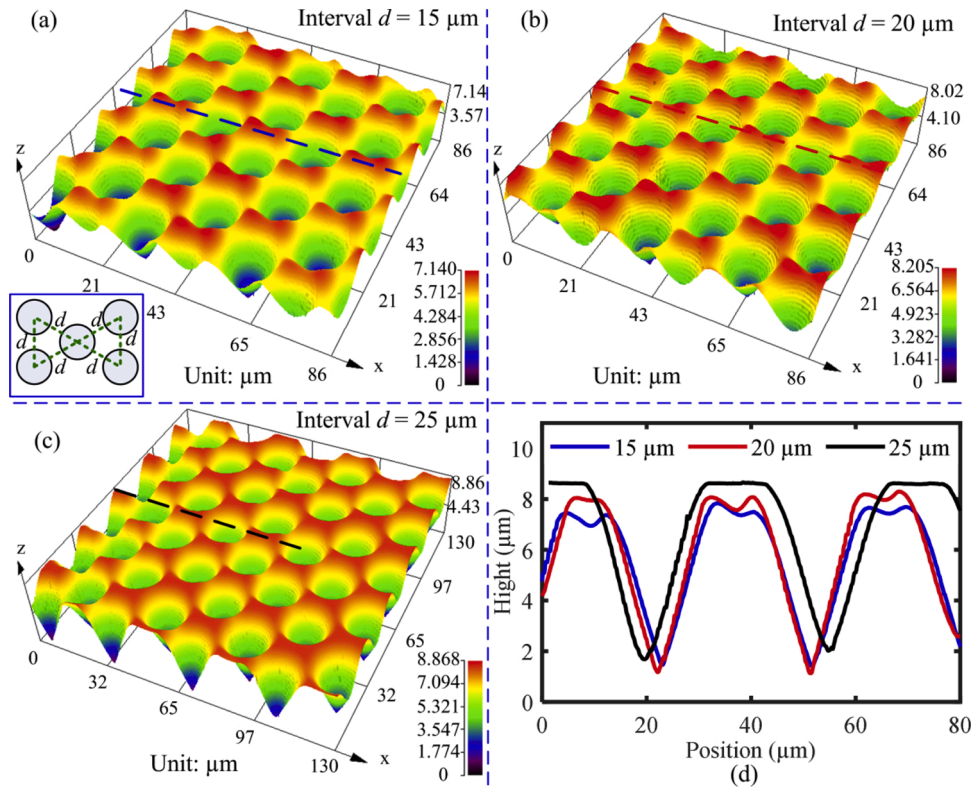 (a)
Interval d = 15 µm
7.14
3.57
86
64
43
21
z
0
21
43
65
86
x
Unit: µm
7.140
5.712
4.284
2.856
1.428
0
d d
d d
d d
(b)
Interval d = 20 µm
8.02
4.10
86
64
43
21
z
0
21
43
65
86
x
Unit: µm
8.205
6.564
4.923
3.282
1.641
0
(c)
Interval d = 25 µm
8.86
4.43
130
97
65
32
z
0
32
65
97
130
x
Unit: µm
8.868
7.094
5.321
3.547
1.774
0
15 µm 20 µm 25 µm
Hight (µm)
10
8
6
4
2
0
0 20 40 60 80
Position (µm)
(d)